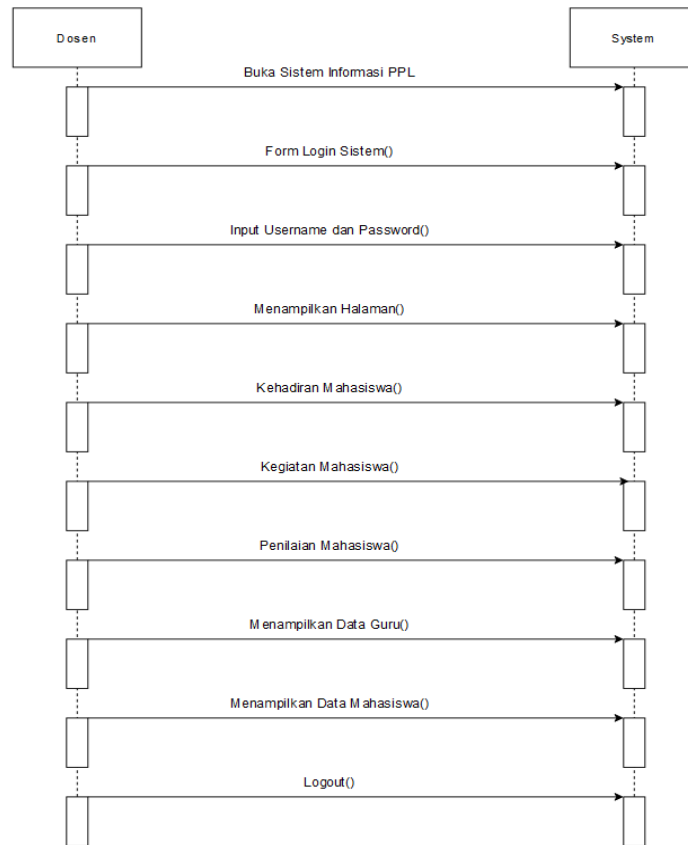 Dosen
System
Buka Sistem Informasi PPL
Form Login Sistem()
Input Username dan Password()
Menampilkan Halaman()
Kehadiran Mahasiswa()
Kegiatan Mahasiswa()
Penilaian Mahasiswa()
Menampilkan Data Guru()
Menampilkan Data Mahasiswa()
Logout()